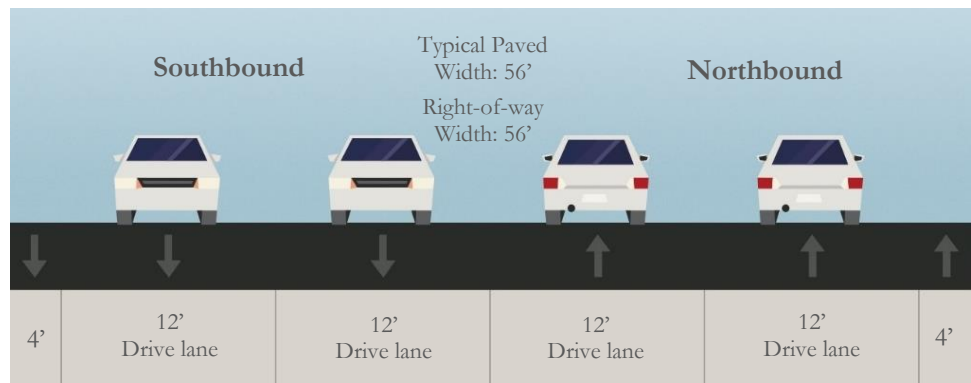 Southbound
Typical Paved
Width: 56’
Right-of-way
Width: 56’
Northbound
4’
12’
Drive lane
12’
Drive lane
12’
Drive lane
12’
Drive lane
4’